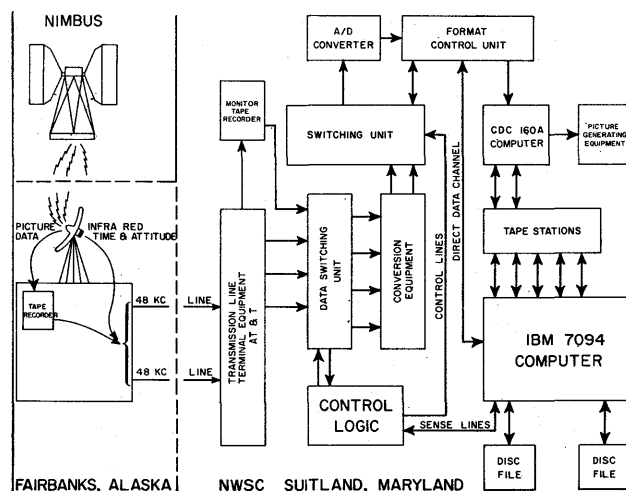 NIMBUS
PICTURE
DATA
INFRA RED
TIME & ATTITUDE
TAPE
RECORDER
48 KC
LINE
48 KC
LINE
FAIRBANKS, ALASKA
A/D
CONVERTER
FORMAT
CONTROL UNIT
MONITOR
TAPE
RECORDER
SWITCHING UNIT
CDC 160A
COMPUTER
PICTURE
GENERATING
EQUIPMENT
TRANSMISSION LINE
TERMINAL EQUIPMENT
AT & T
DATA SWITCHING
UNIT
CONVERSION
EQUIPMENT
CONTROL LINES
DIRECT DATA CHANNEL
TAPE STATIONS
IBM 7094
COMPUTER
CONTROL
LOGIC
SENSE LINES
DISC
FILE
DISC
FILE
NWSC SUITLAND, MARYLAND